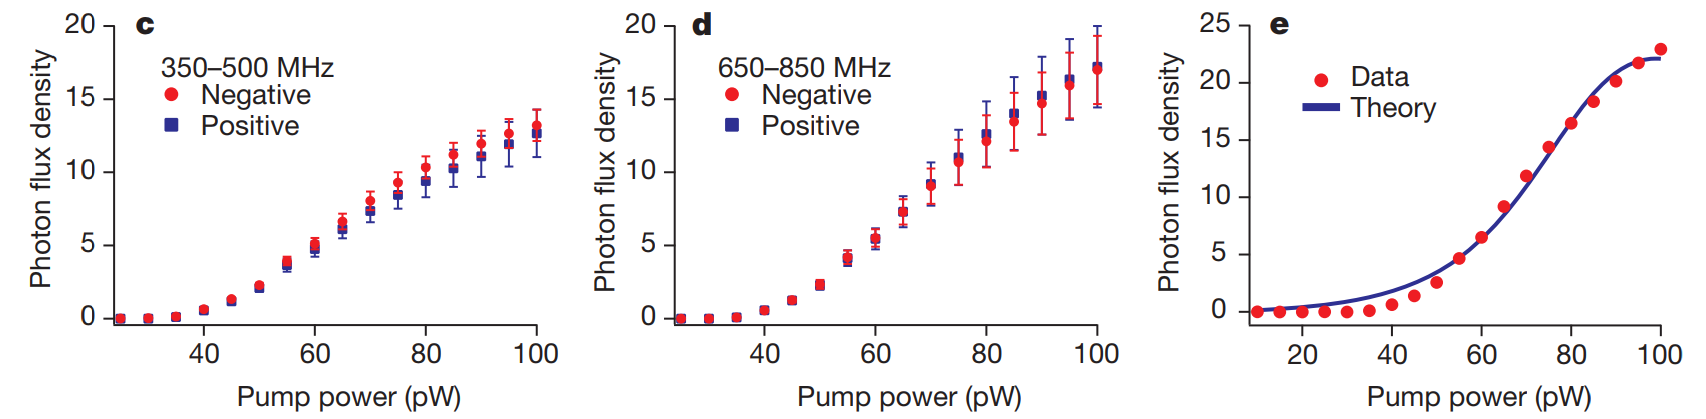 c
350–500 MHz
Negative
Positive
Photon flux density
20
15
10
5
0
40 60 80 100
Pump power (pW)
d
650–850 MHz
Negative
Positive
Photon flux density
20
15
10
5
0
40 60 80 100
Pump power (pW)
e
Data
Theory
Photon flux density
25
20
15
10
5
0
20 40 60 80 100
Pump power (pW)